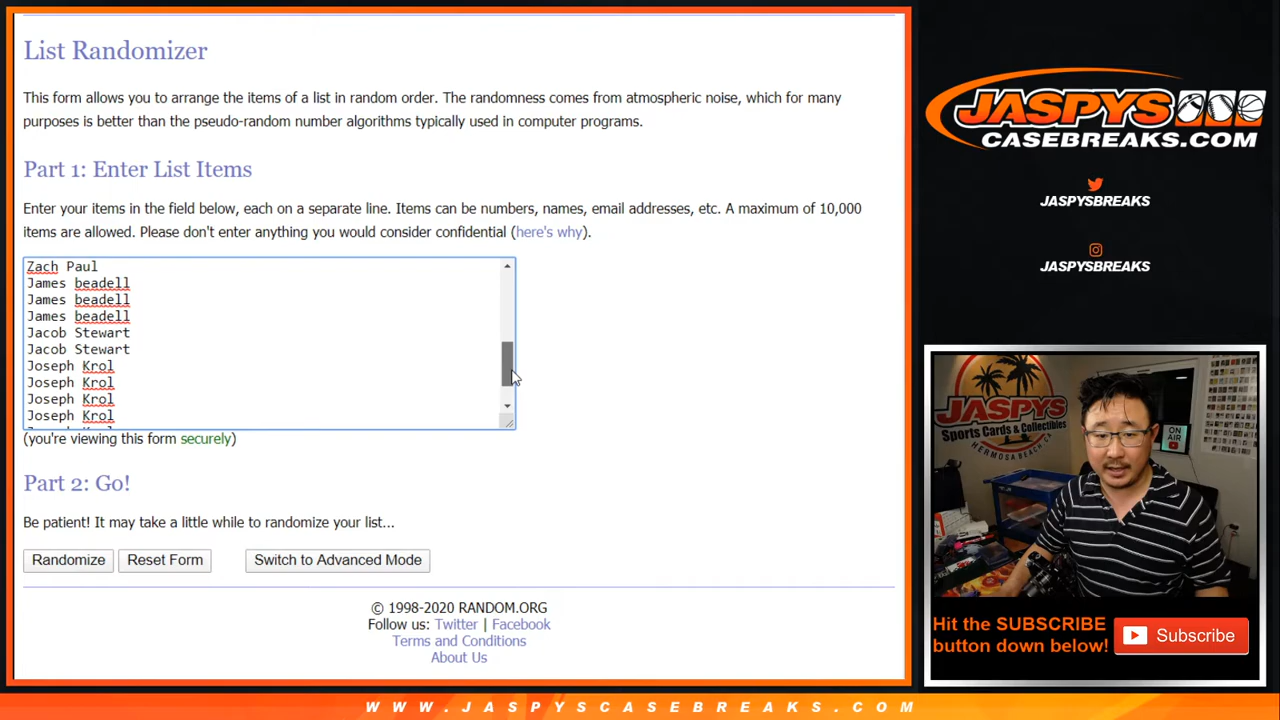 List Randomizer
This form allows you to arrange the items of a list in random order. The randomness comes from atmospheric noise, which for many
purposes is better than the pseudo-random number algorithms typically used in computer programs.
Part 1: Enter List Items
Enter your items in the field below, each on a separate line. Items can be numbers, names, email addresses, etc. A maximum of 10,000
items are allowed. Please don't enter anything you would consider confidential (here's why).
Zach Paul
James beadell
James beadell
James beadell
Jacob Stewart
Jacob Stewart
Joseph Krol
Joseph Krol
Joseph Krol
Joseph Krol
(you're viewing this form securely)
Part 2: Go!
Be patient! It may take a little while to randomize your list...
Randomize
Reset Form
Switch to Advanced Mode
© 1998-2020 RANDOM.ORG
Follow us: Twitter | Facebook
Terms and Conditions
About Us
JASPYS
CASEBREAKS.COM
JASPYSBREAKS
JASPYSBREAKS
JASPYS
Sports Cards & Collectibles
HERMOSA BEACH, CA
ON AIR
Hit the SUBSCRIBE
button down below!
Subscribe
WWW.JASPYSCASEBREAKS.COM